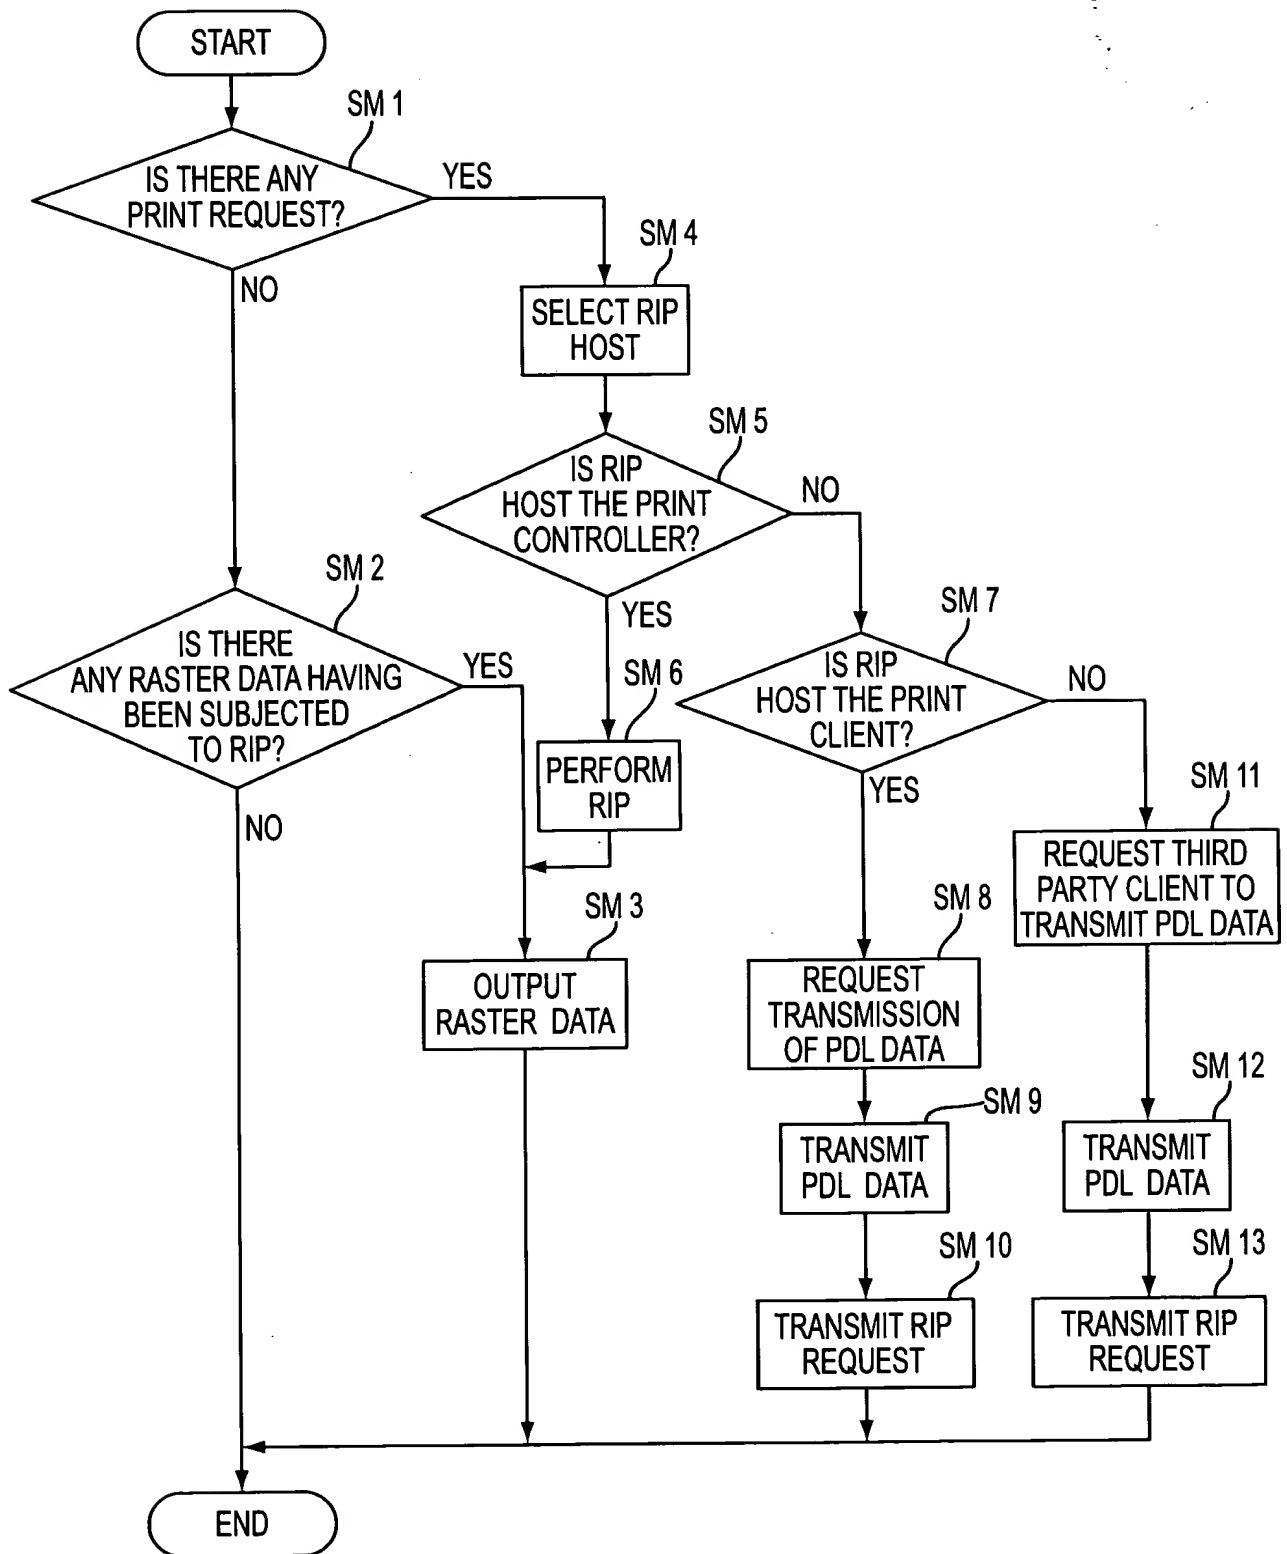 START
SM 1
IS THERE ANY
PRINT REQUEST?
YES
NO
SM 4
SELECT RIP
HOST
SM 5
IS RIP
HOST THE PRINT
CONTROLLER?
NO
YES
SM 2
IS THERE
ANY RASTER DATA HAVING
BEEN SUBJECTED
TO RIP?
YES
NO
SM 6
PERFORM
RIP
SM 7
IS RIP
HOST THE PRINT
CLIENT?
NO
YES
SM 3
OUTPUT
RASTER DATA
SM 8
REQUEST
TRANSMISSION
OF PDL DATA
SM 11
REQUEST THIRD
PARTY CLIENT TO
TRANSMIT PDL DATA
SM 9
TRANSMIT
PDL DATA
SM 12
TRANSMIT
PDL DATA
SM 10
TRANSMIT RIP
REQUEST
SM 13
TRANSMIT RIP
REQUEST
END